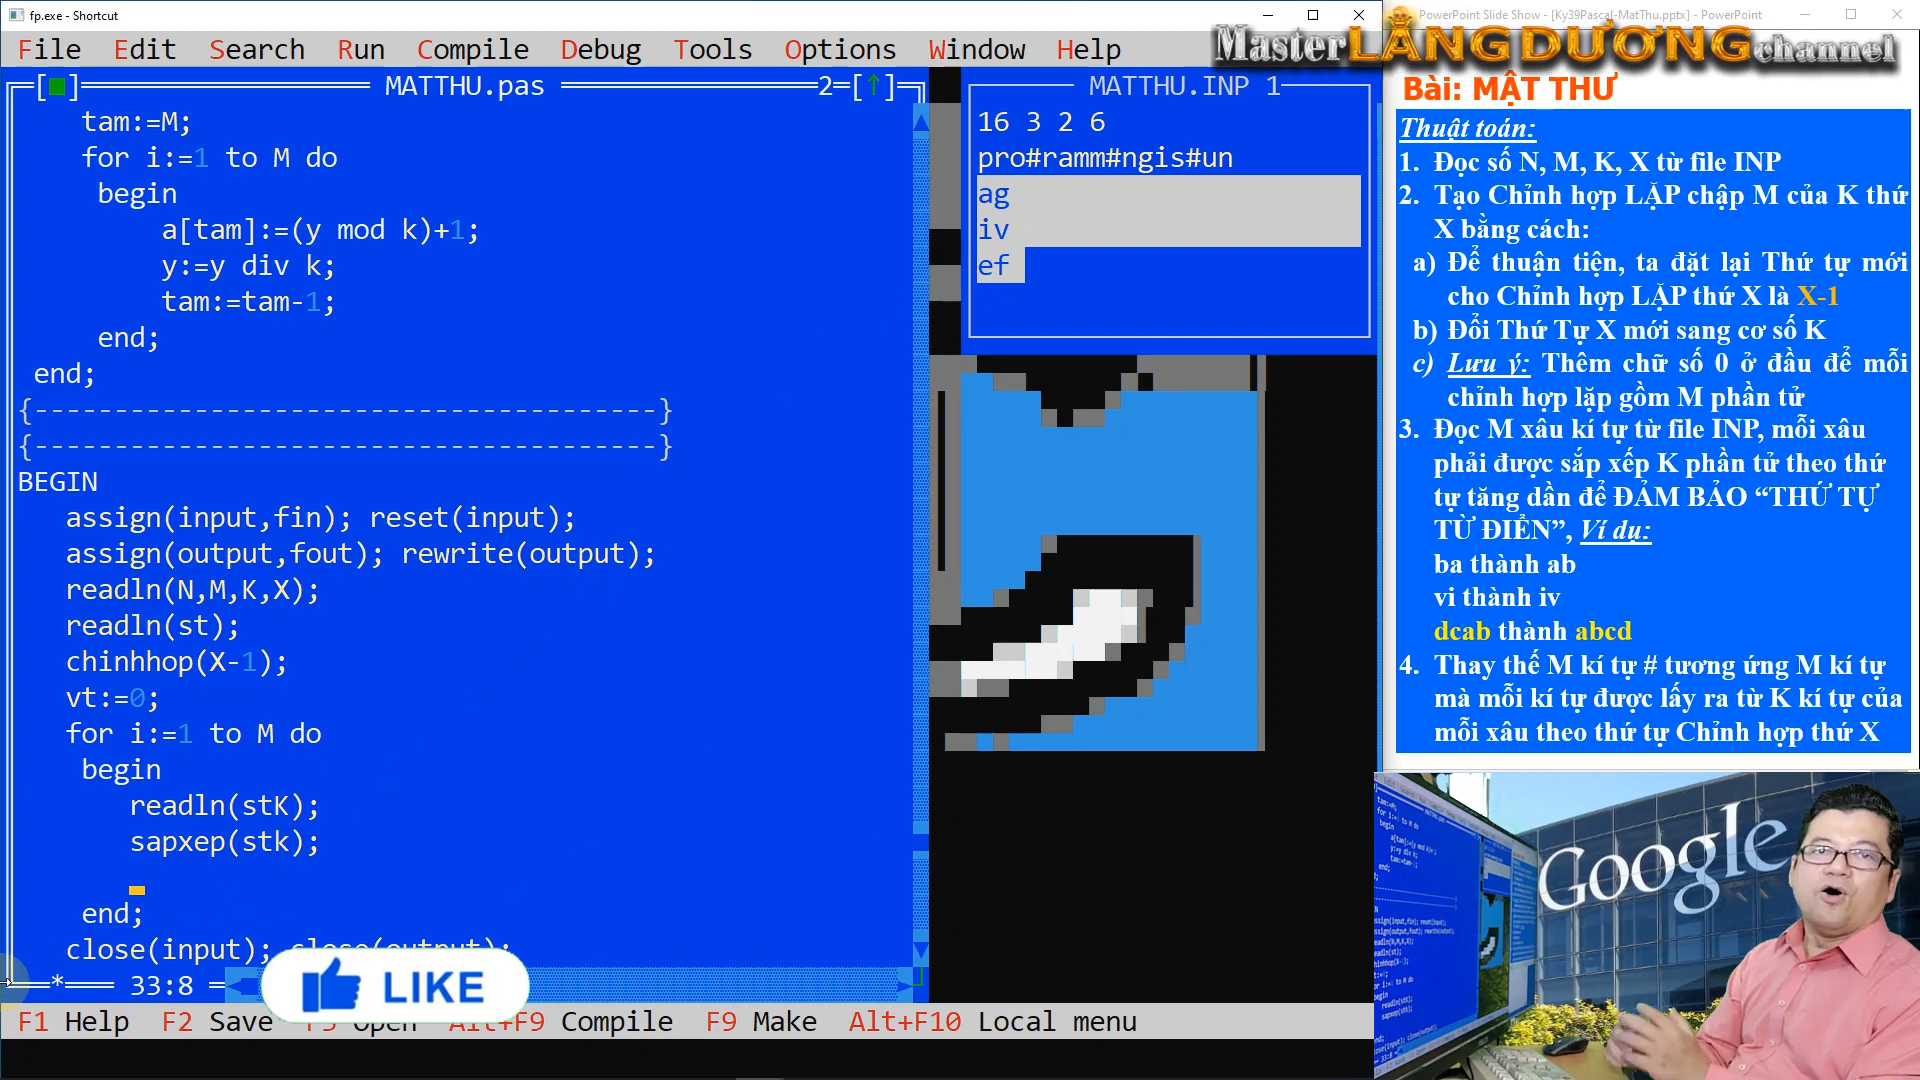 fp.exe - Shortcut
PowerPoint Slide Show - [Ky39Pascal-MatThu.pptx] - PowerPoint
File Edit Search Run Compile Debug Tools Options Window Help
Master LĂNG DƯƠNG channel
MATTHU.pas 2=[↑]
tam:=M;
for i:=1 to M do
begin
a[tam]:=(y mod k)+1;
y:=y div k;
tam:=tam-1;
end;
end;
{---------------------------------------}
{---------------------------------------}
BEGIN
assign(input,fin); reset(input);
assign(output,fout); rewrite(output);
readln(N,M,K,X);
readln(st);
chinhhop(X-1);
vt:=0;
for i:=1 to M do
begin
readln(stK);
sapxep(stk);
end;
close(input); close(output);
* 33:8
LIKE
F1 Help F2 Save Open Alt+F9 Compile F9 Make Alt+F10 Local menu
MATTHU.INP 1
16 3 2 6
pro#ramm#ngis#un
ag
iv
ef
Bài: MẬT THƯ
Thuật toán:
1. Đọc số N, M, K, X từ file INP
2. Tạo Chỉnh hợp LẶP chập M của K thứ
X bằng cách:
a) Để thuận tiện, ta đặt lại Thứ tự mới
cho Chỉnh hợp LẶP thứ X là X-1
b) Đổi Thứ Tự X mới sang cơ số K
c) Lưu ý: Thêm chữ số 0 ở đầu để mỗi
chỉnh hợp lặp gồm M phần tử
3. Đọc M xâu kí tự từ file INP, mỗi xâu
phải được sắp xếp K phần tử theo thứ
tự tăng dần để ĐẢM BẢO “THỨ TỰ
TỪ ĐIỂN”, Ví dụ:
ba thành ab
vi thành iv
dcab thành abcd
4. Thay thế M kí tự # tương ứng M kí tự
mà mỗi kí tự được lấy ra từ K kí tự của
mỗi xâu theo thứ tự Chỉnh hợp thứ X
Google